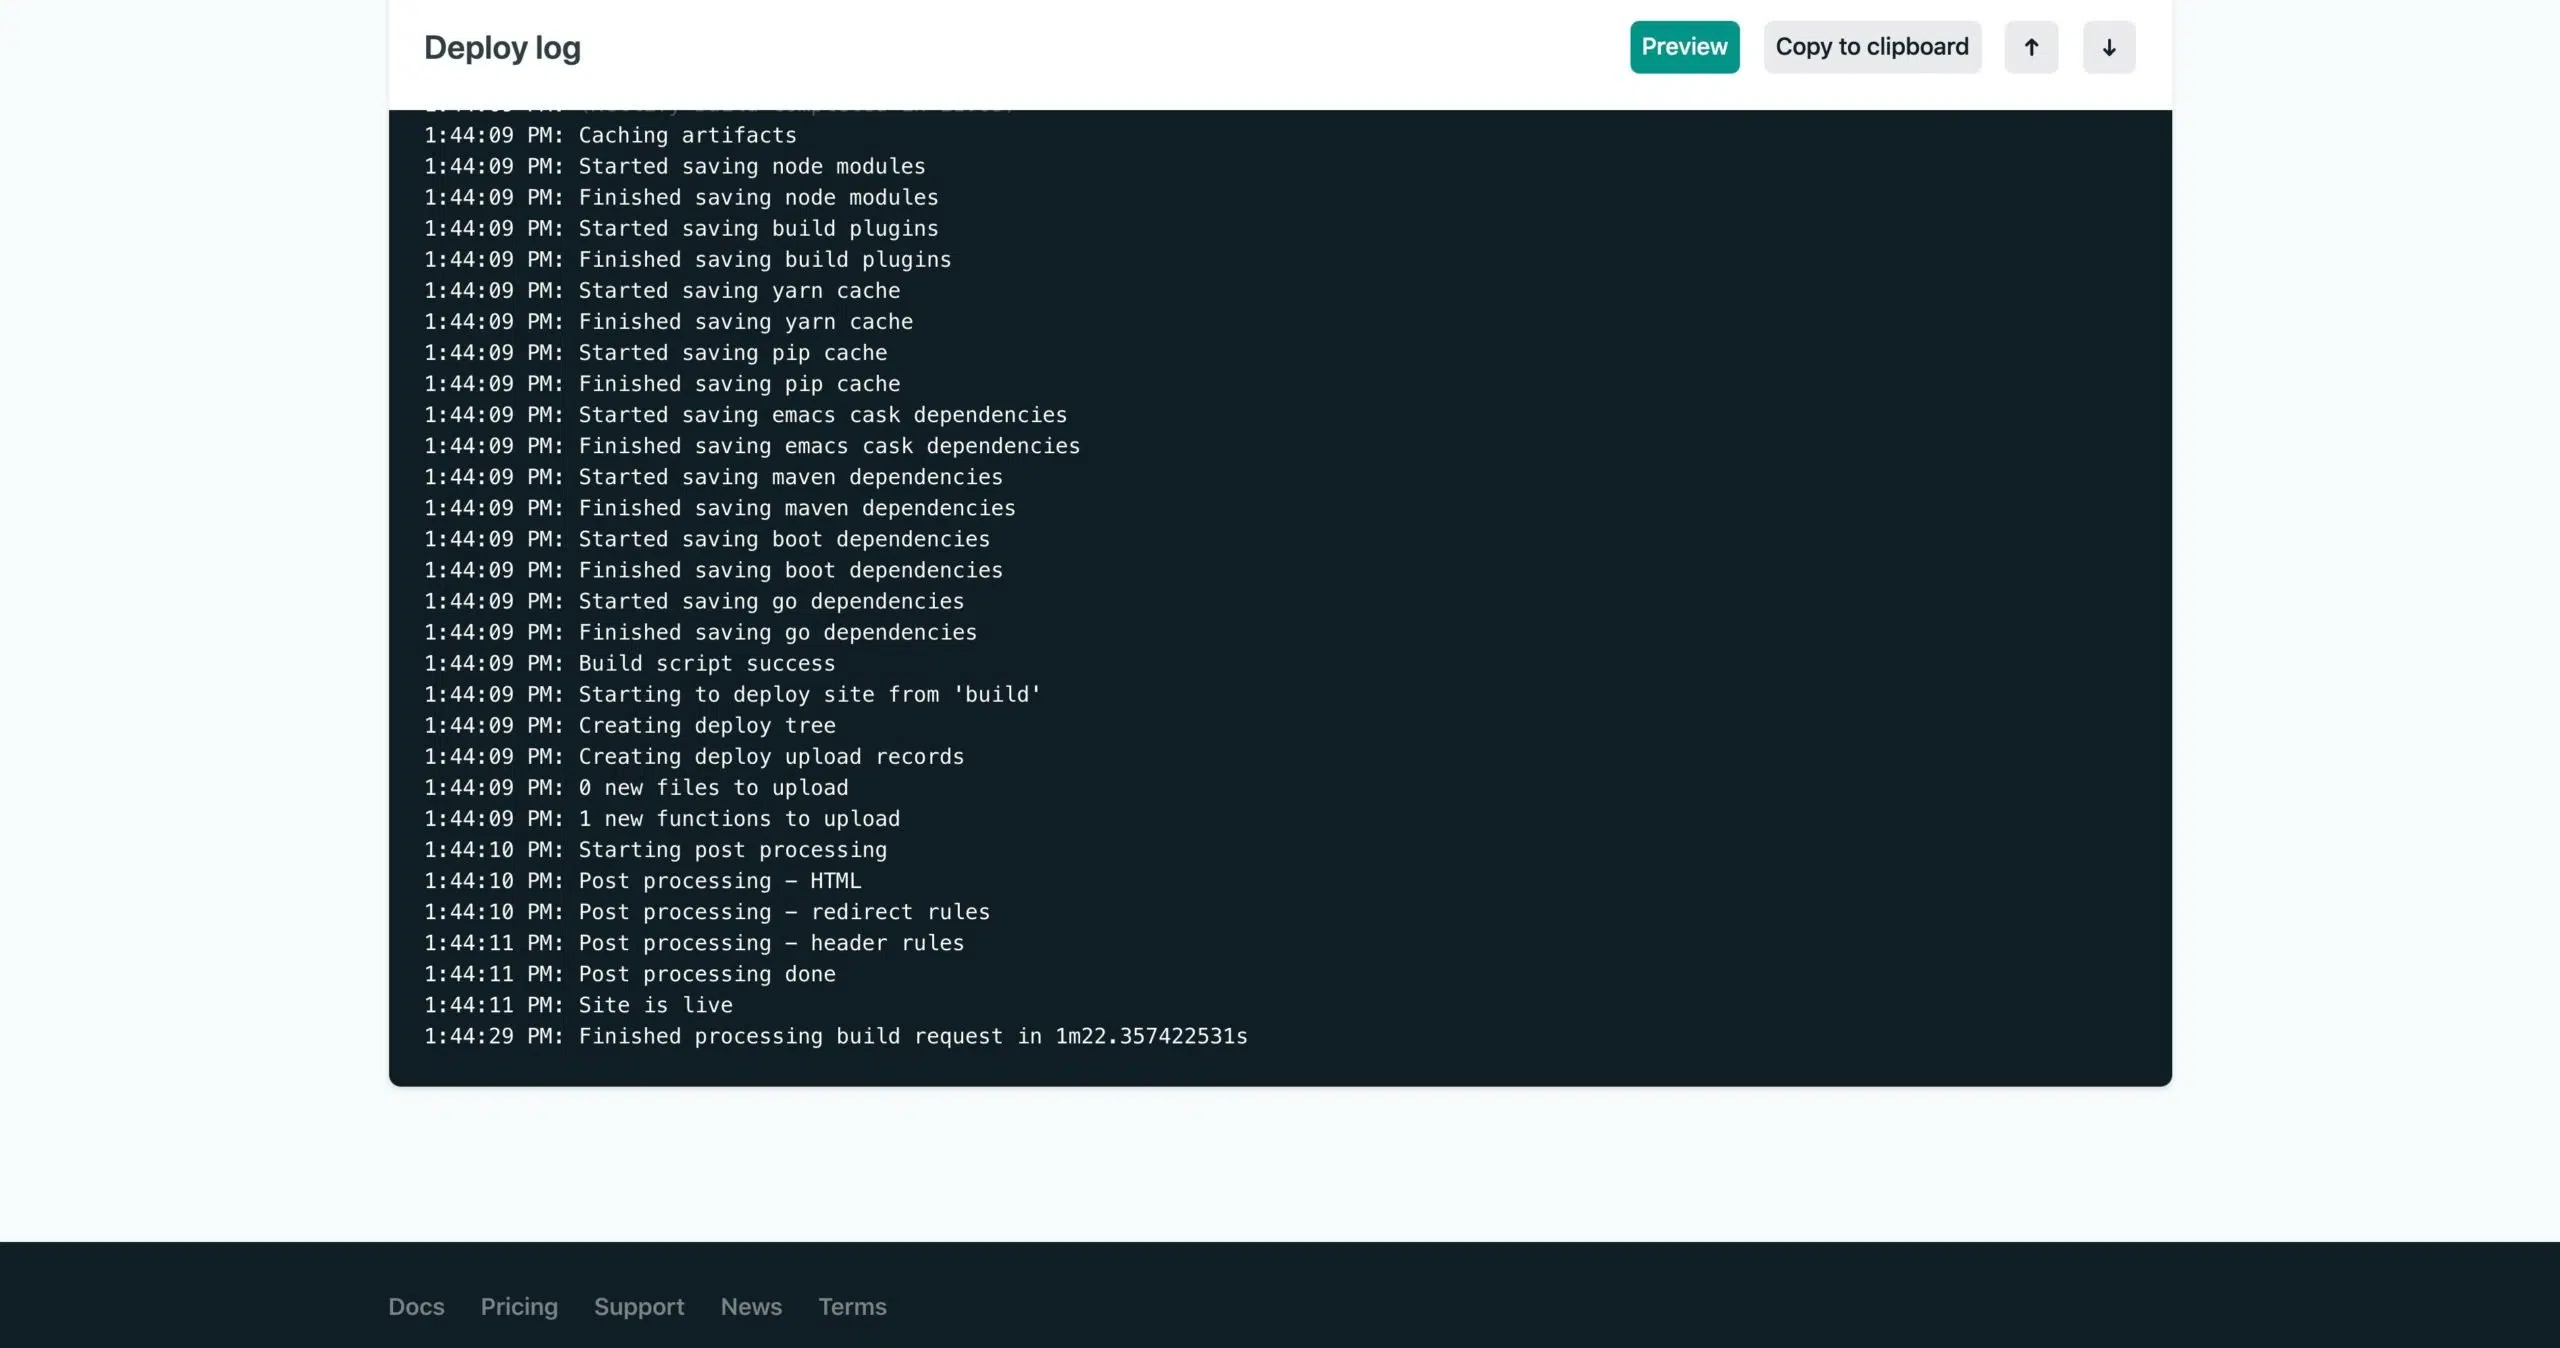 Deploy log
Preview
Copy to clipboard
↑
↓
1:44:09 PM: Caching artifacts
1:44:09 PM: Started saving node modules
1:44:09 PM: Finished saving node modules
1:44:09 PM: Started saving build plugins
1:44:09 PM: Finished saving build plugins
1:44:09 PM: Started saving yarn cache
1:44:09 PM: Finished saving yarn cache
1:44:09 PM: Started saving pip cache
1:44:09 PM: Finished saving pip cache
1:44:09 PM: Started saving emacs cask dependencies
1:44:09 PM: Finished saving emacs cask dependencies
1:44:09 PM: Started saving maven dependencies
1:44:09 PM: Finished saving maven dependencies
1:44:09 PM: Started saving boot dependencies
1:44:09 PM: Finished saving boot dependencies
1:44:09 PM: Started saving go dependencies
1:44:09 PM: Finished saving go dependencies
1:44:09 PM: Build script success
1:44:09 PM: Starting to deploy site from 'build'
1:44:09 PM: Creating deploy tree
1:44:09 PM: Creating deploy upload records
1:44:09 PM: 0 new files to upload
1:44:09 PM: 1 new functions to upload
1:44:10 PM: Starting post processing
1:44:10 PM: Post processing – HTML
1:44:10 PM: Post processing – redirect rules
1:44:11 PM: Post processing – header rules
1:44:11 PM: Post processing done
1:44:11 PM: Site is live
1:44:29 PM: Finished processing build request in 1m22.357422531s
Docs
Pricing
Support
News
Terms